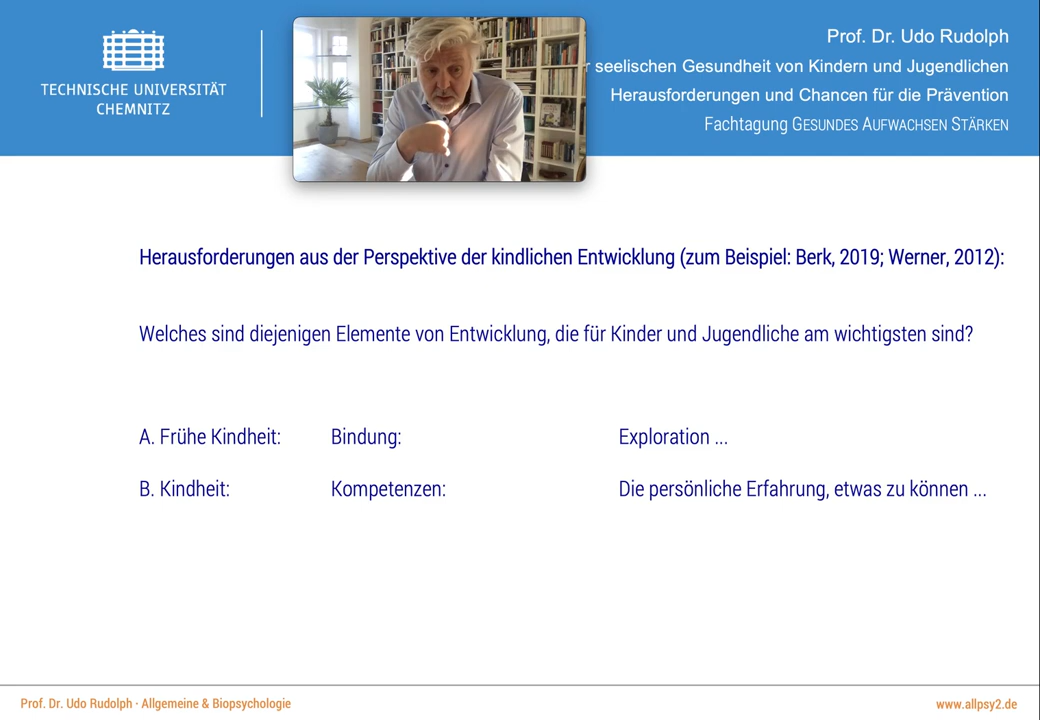 TECHNISCHE UNIVERSITÄT
CHEMNITZ
Prof. Dr. Udo Rudolph
seelischen Gesundheit von Kindern und Jugendlichen
Herausforderungen und Chancen für die Prävention
Fachtagung GESUNDES AUFWACHSEN STÄRKEN
Herausforderungen aus der Perspektive der kindlichen Entwicklung (zum Beispiel: Berk, 2019; Werner, 2012):
Welches sind diejenigen Elemente von Entwicklung, die für Kinder und Jugendliche am wichtigsten sind?
A. Frühe Kindheit: Bindung: Exploration ...
B. Kindheit: Kompetenzen: Die persönliche Erfahrung, etwas zu können ...
Prof. Dr. Udo Rudolph · Allgemeine & Biopsychologie
www.allpsy2.de